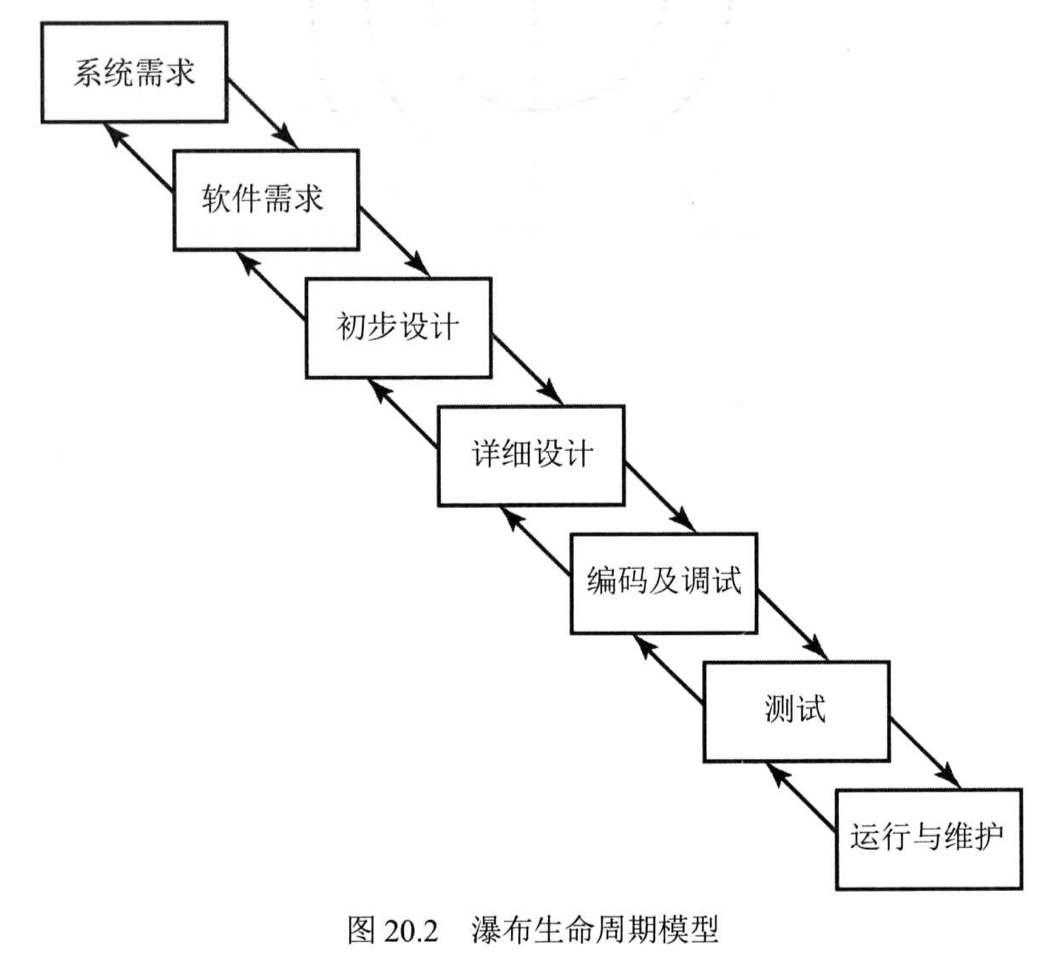 系统需求
软件需求
初步设计
详细设计
编码及调试
测试
运行与维护
图 20.2 瀑布生命周期模型